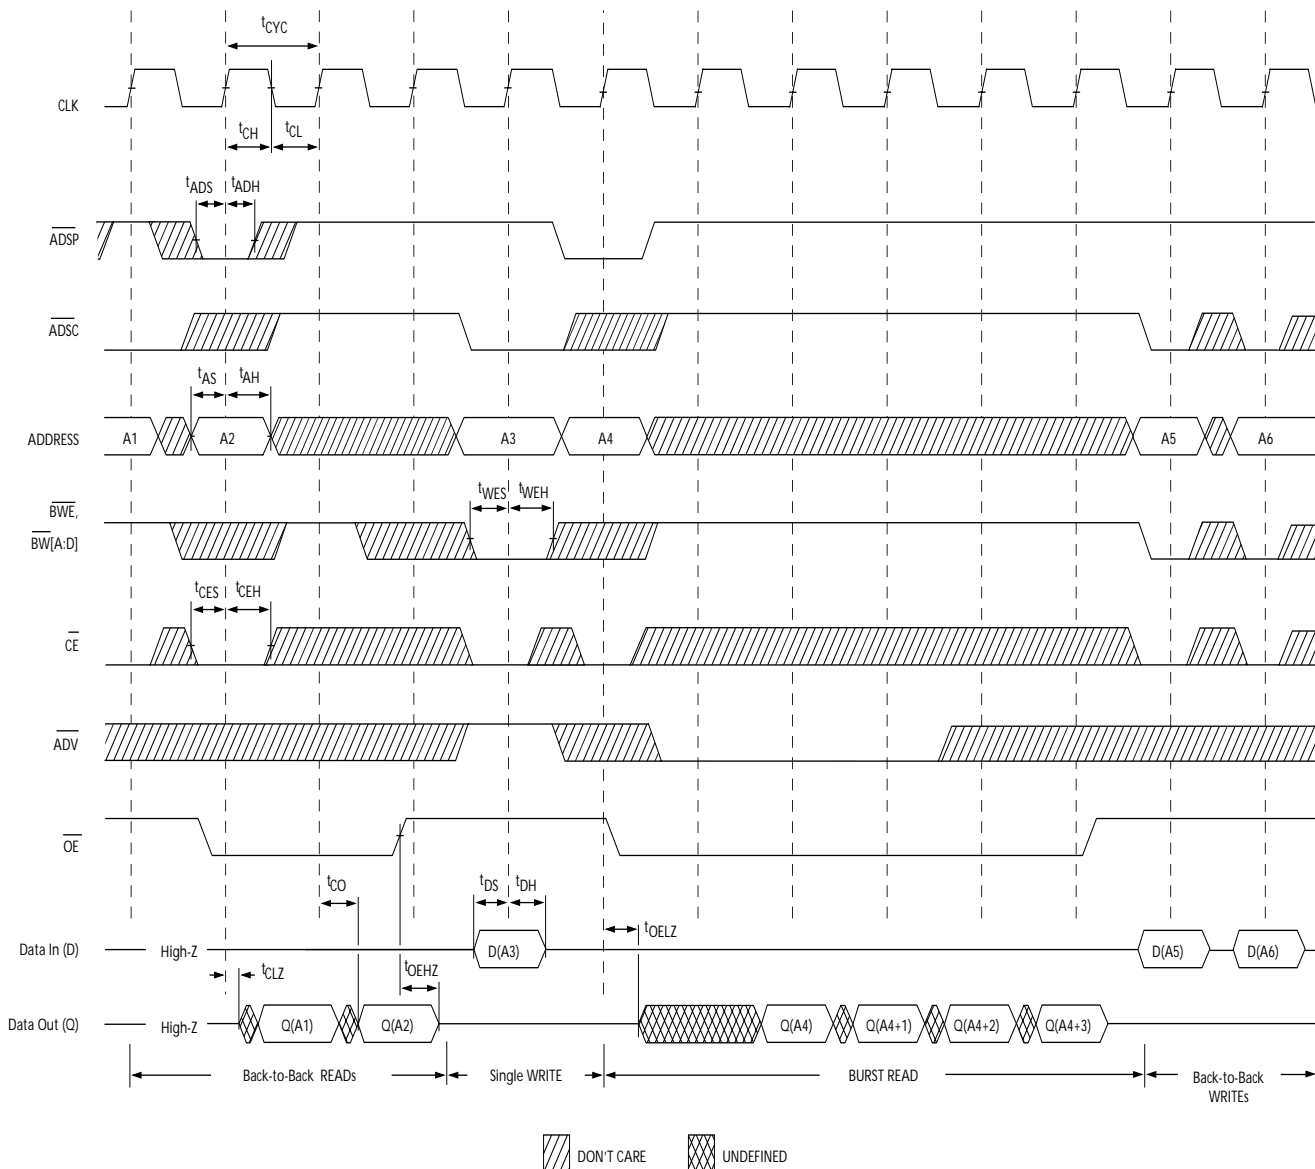 tCYC
CLK
tCH
tCL
tADS
tADH
ADSP
ADSC
tAS
tAH
ADDRESS
A1
A2
A3
A4
A5
A6
tWES
tWEH
BWE,
BW[A:D]
tCES
tCEH
CE
ADV
OE
tCO
tDS
tDH
tOELZ
Data In (D)
High-Z
D(A3)
D(A5)
D(A6)
tCLZ
tOEHZ
Data Out (Q)
High-Z
Q(A1)
Q(A2)
Q(A4)
Q(A4+1)
Q(A4+2)
Q(A4+3)
Back-to-Back READs
Single WRITE
BURST READ
Back-to-Back
WRITEs
DON'T CARE
UNDEFINED